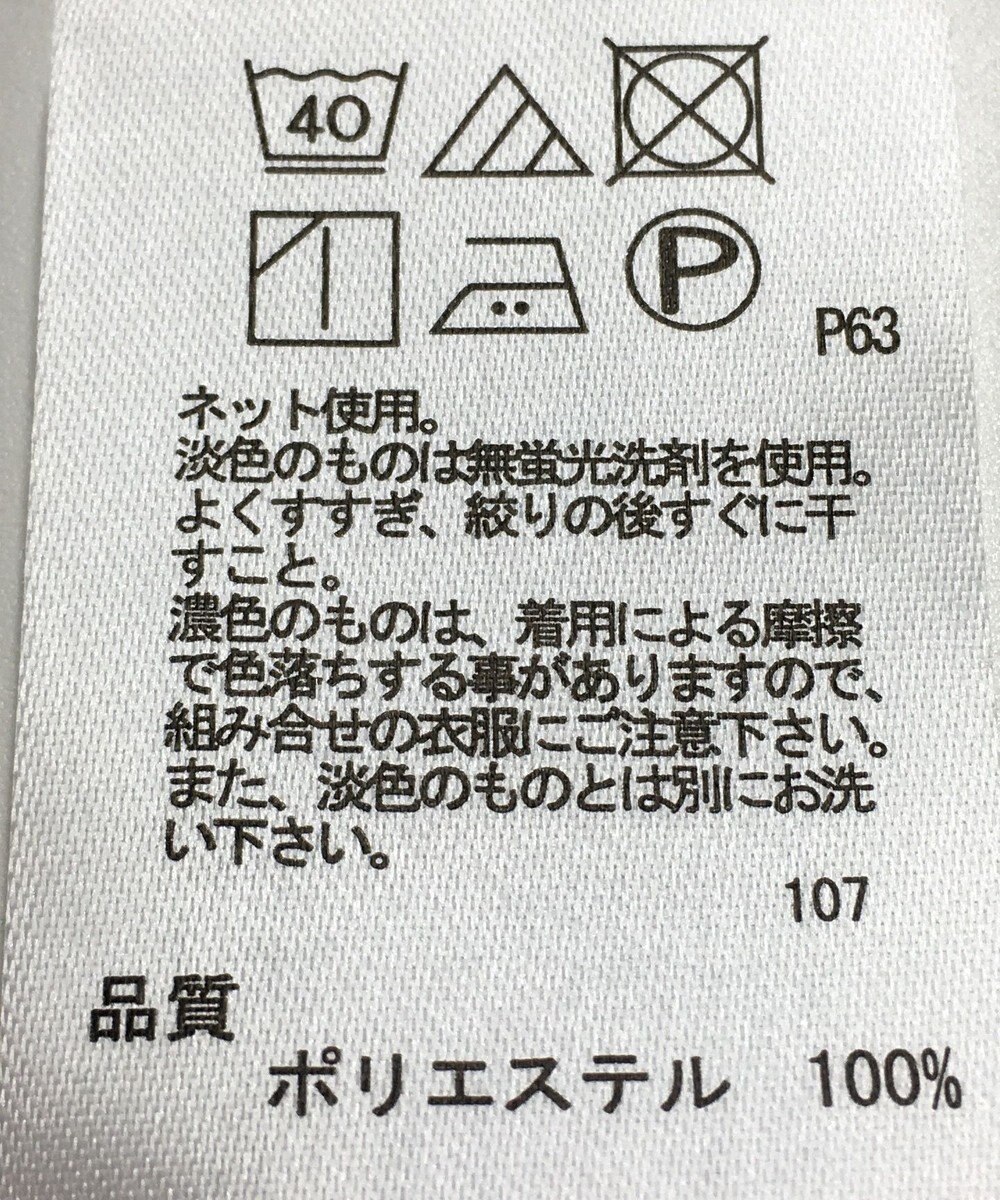 40
P
P63
ネット使用。
淡色のものは無蛍光洗剤を使用。
よくすすぎ、絞りの後すぐに干
すこと。
濃色のものは、着用による摩擦
で色落ちする事がありますので、
組み合せの衣服にご注意下さい。
また、淡色のものとは別にお洗
い下さい。
107
品質
ポリエステル 100%